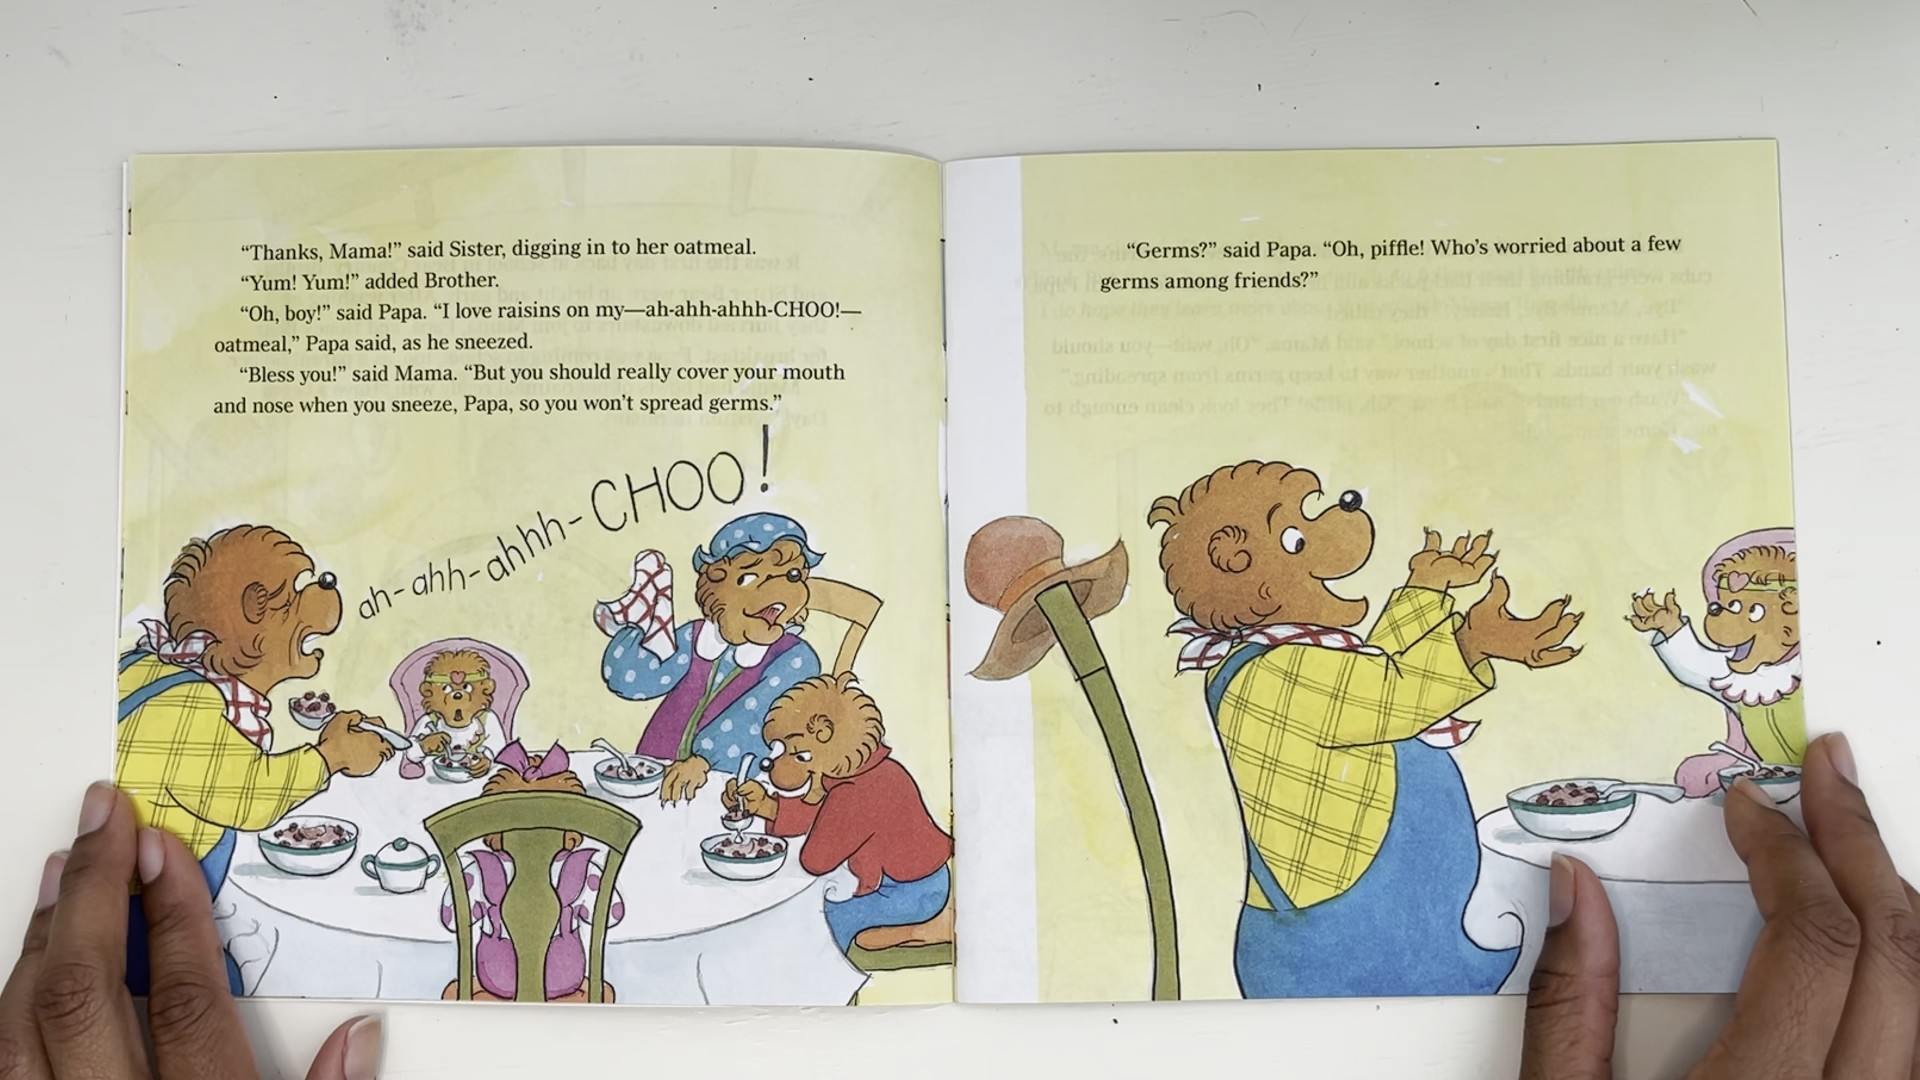 “Thanks, Mama!” said Sister, digging in to her oatmeal.
“Yum! Yum!” added Brother.
“Oh, boy!” said Papa. “I love raisins on my—ah-ahh-ahhh-CHOO!—
oatmeal,” Papa said, as he sneezed.
“Bless you!” said Mama. “But you should really cover your mouth
and nose when you sneeze, Papa, so you won’t spread germs.”
ah-ahh-ahhh-CHOO!
“Germs?” said Papa. “Oh, piffle! Who’s worried about a few
germs among friends?”